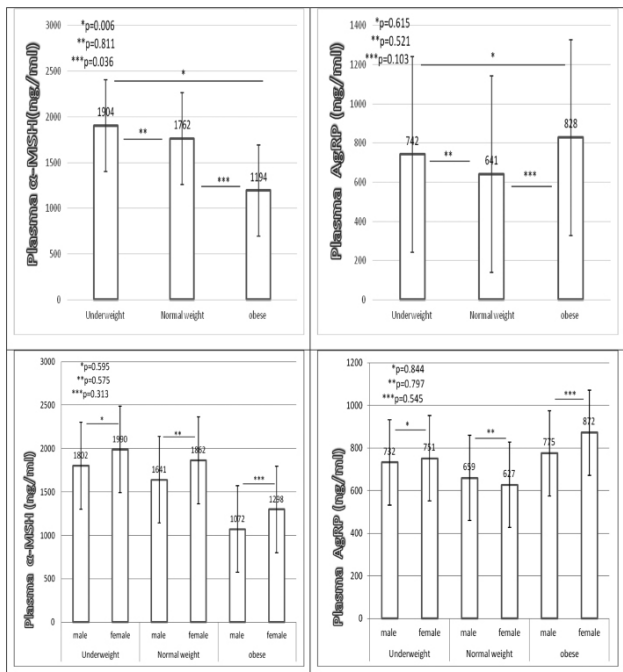 Plasma α-MSH(ng/ml)
3000
2500
2000
1500
1000
500
0
*p=0.006
**p=0.811
***p=0.036
*
1904
**
1762
***
1194
Underweight Normal weight obese
Plasma AgRP (ng/ml)
1400
1200
1000
800
600
400
200
0
*p=0.615
**p=0.521
***p=0.103
*
742
**
641
***
828
Underweight Normal weight obese
Plasma α-MSH (ng/ml)
3000
2500
2000
1500
1000
500
0
*p=0.595
**p=0.575
***p=0.313
*
1802
1990
**
1641
1862
***
1072
1298
male female male female male female
Underweight Normal weight obese
Plasma AgRP (ng/ml)
1200
1000
800
600
400
200
0
*p=0.844
**p=0.797
***p=0.545
*
732
751
**
659
627
***
775
872
male female male female male female
Underweight Normal weight obese